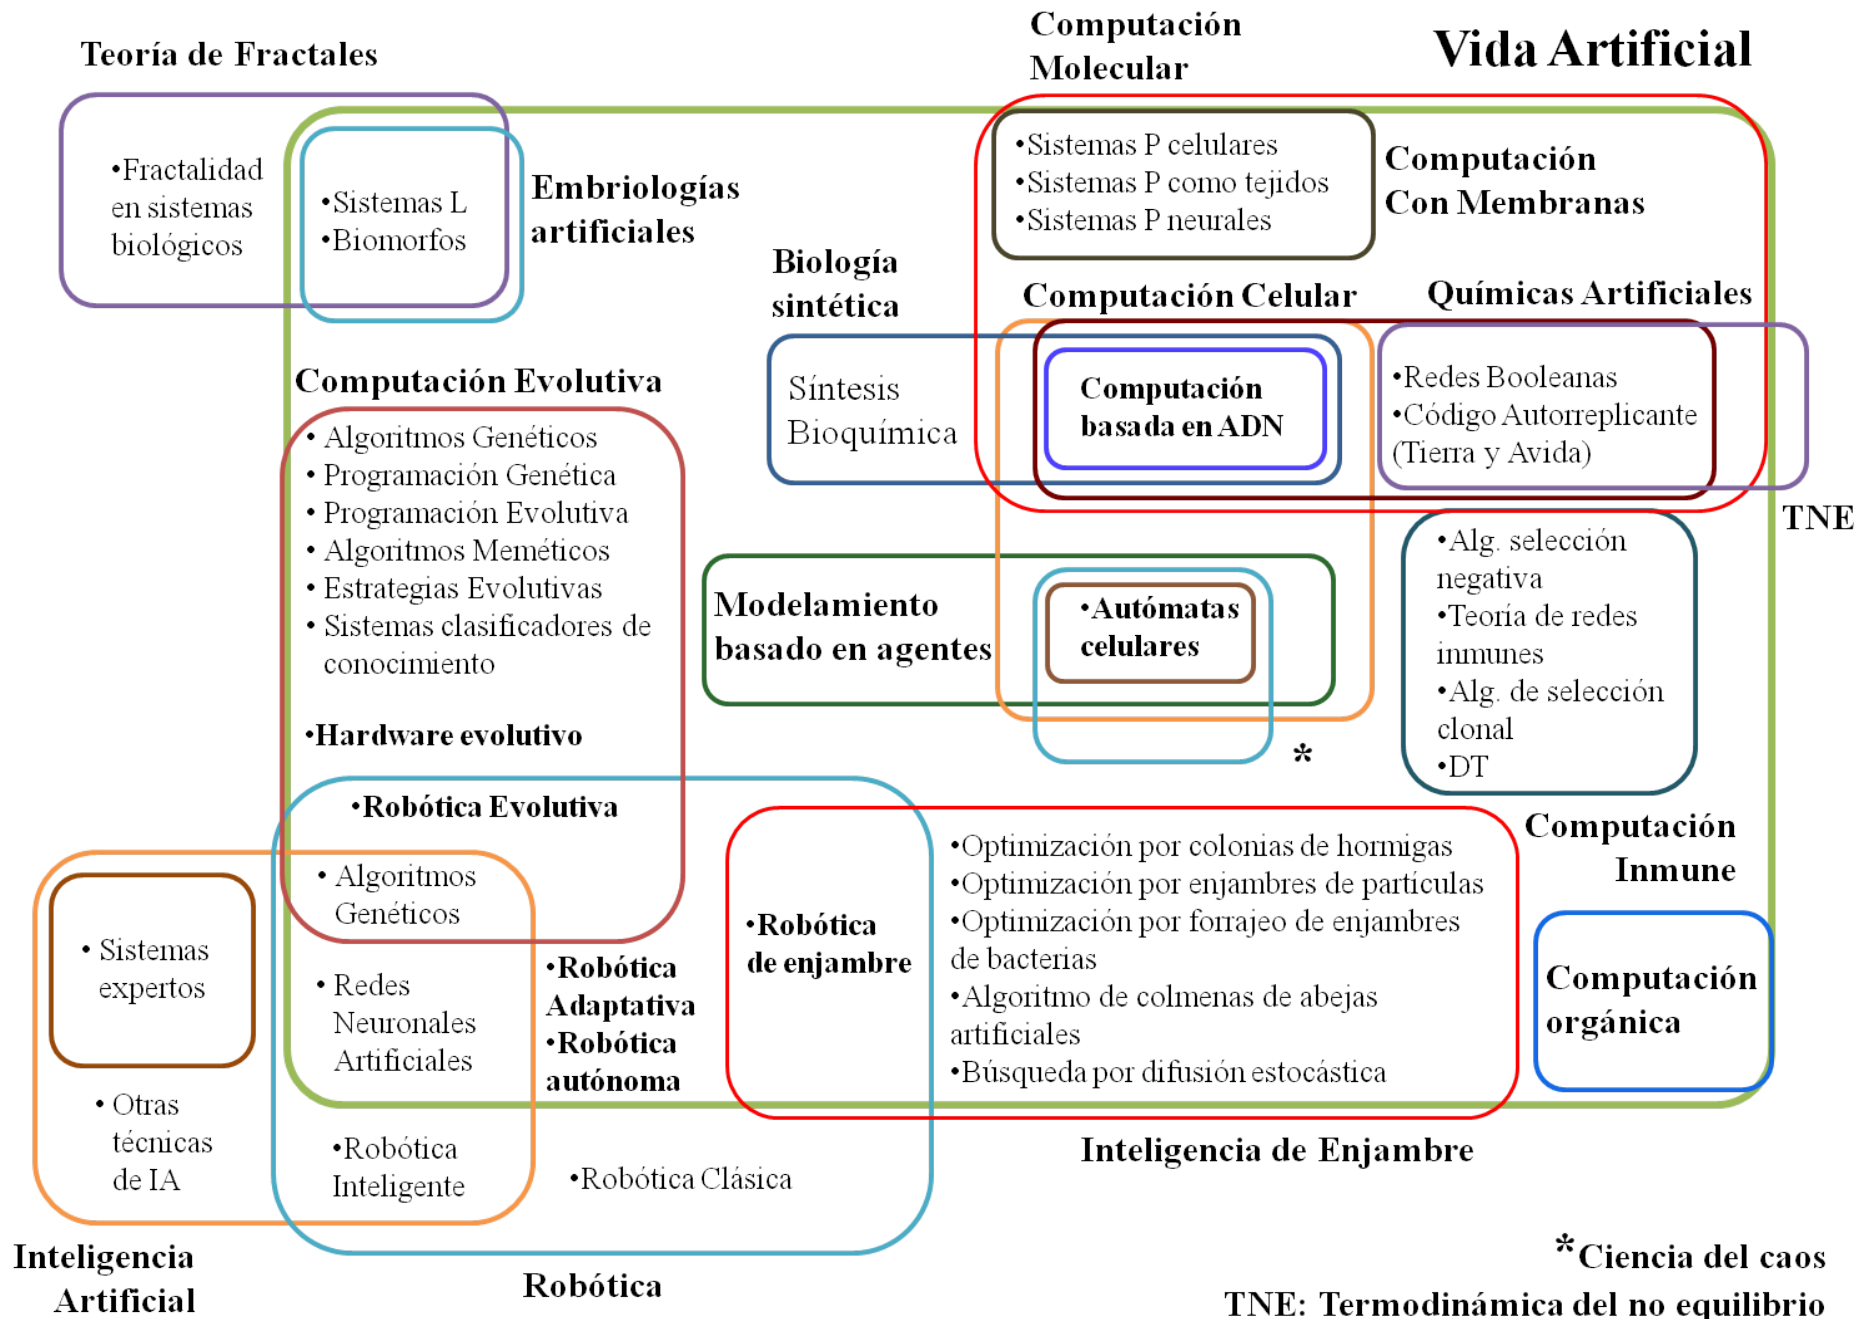 Vida Artificial
Teoría de Fractales
•Fractalidad
en sistemas
biológicos
•Sistemas L
•Biomorfos
Embriologías
artificiales
Computación
Molecular
•Sistemas P celulares
•Sistemas P como tejidos
•Sistemas P neurales
Computación
Con Membranas
Biología
sintética
Síntesis
Bioquímica
Computación Celular
Computación
basada en ADN
Químicas Artificiales
•Redes Booleanas
•Código Autorreplicante
(Tierra y Avida)
TNE
Computación Evolutiva
• Algoritmos Genéticos
• Programación Genética
• Programación Evolutiva
• Algoritmos Meméticos
• Estrategias Evolutivas
• Sistemas clasificadores de
conocimiento
•Hardware evolutivo
•Robótica Evolutiva
• Algoritmos
Genéticos
Modelamiento
basado en agentes
•Autómatas
celulares
*
•Alg. selección
negativa
•Teoría de redes
inmunes
•Alg. de selección
clonal
•DT
Computación
Inmune
• Sistemas
expertos
• Redes
Neuronales
Artificiales
•Robótica
Adaptativa
•Robótica
autónoma
•Robótica
de enjambre
•Optimización por colonias de hormigas
•Optimización por enjambres de partículas
•Optimización por forrajeo de enjambres
de bacterias
•Algoritmo de colmenas de abejas
artificiales
•Búsqueda por difusión estocástica
Computación
orgánica
• Otras
técnicas
de IA
•Robótica
Inteligente
•Robótica Clásica
Inteligencia de Enjambre
Inteligencia
Artificial
Robótica
*Ciencia del caos
TNE: Termodinámica del no equilibrio